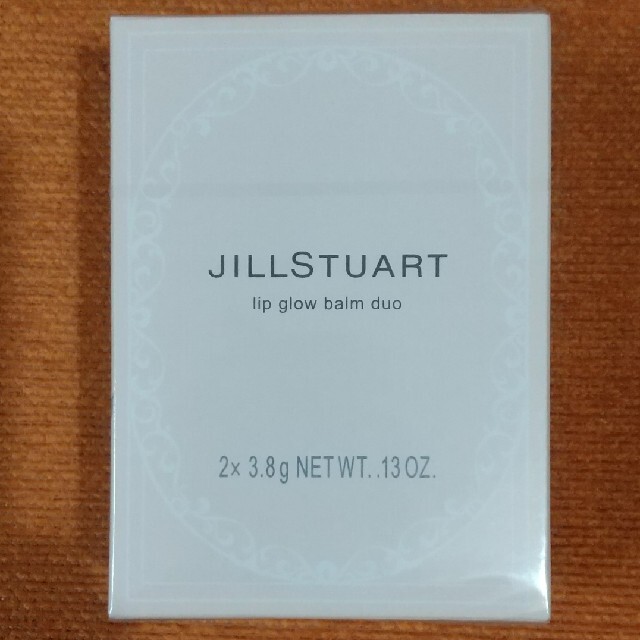 JILLSTUART
lip glow balm duo
2× 3.8g NET WT. .13 OZ.